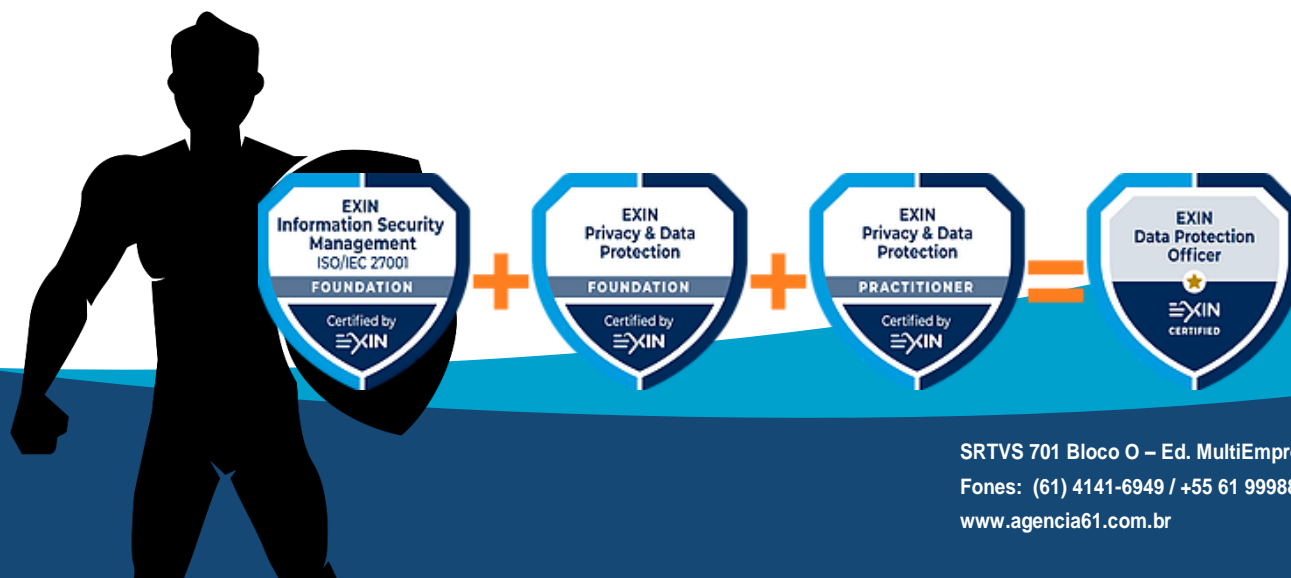 EXIN
Information Security
Management
ISO/IEC 27001
FOUNDATION
Certified by
EXIN
+
EXIN
Privacy & Data
Protection
FOUNDATION
Certified by
EXIN
+
EXIN
Privacy & Data
Protection
PRACTITIONER
Certified by
EXIN
=
EXIN
Data Protection
Officer
EXIN
CERTIFIED
SRTVS 701 Bloco O – Ed.
Fones: (61) 4141-6949 / +55 61
www.agencia61.com.br